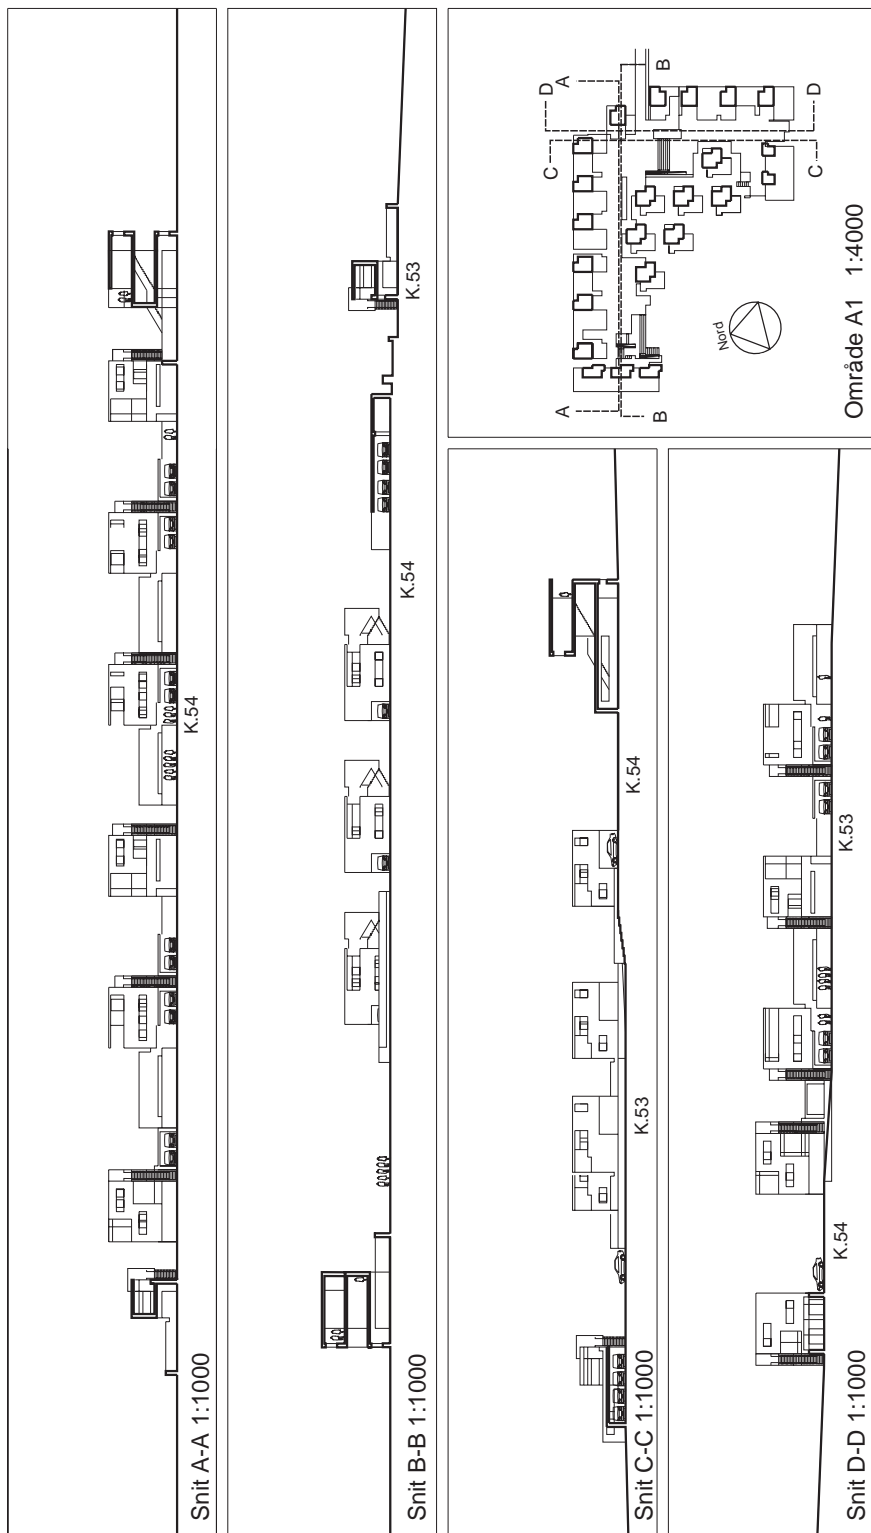 Snit A-A 1:1000
K.54
Snit B-B 1:1000
K.54
K.53
Snit C-C 1:1000
K.53
K.54
Snit D-D 1:1000
K.54
K.53
Område A1 1:4000
Nord
A
A
B
B
C
C
D
D